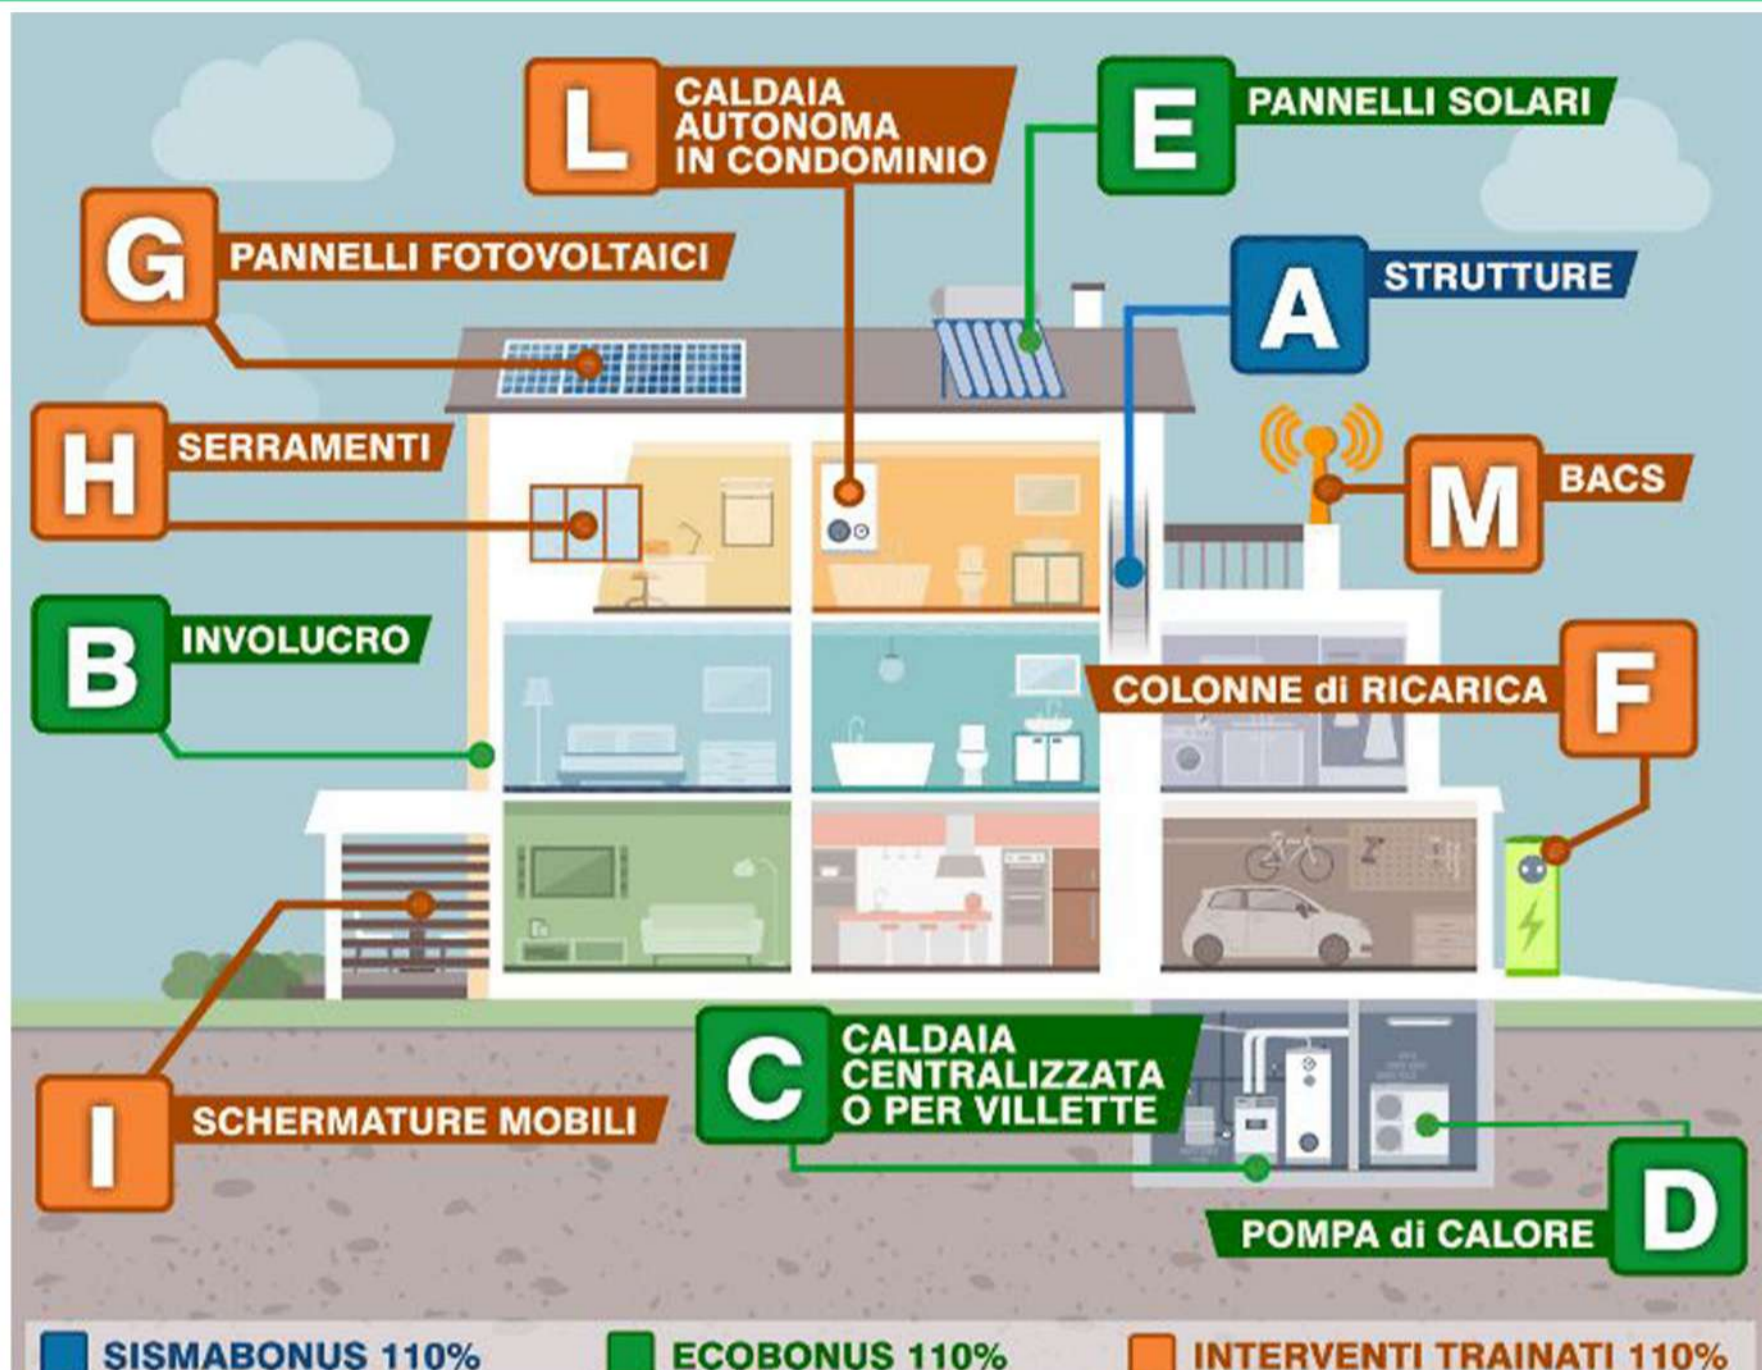 L
CALDAIA
AUTONOMA
IN CONDOMINIO
E
PANNELLI SOLARI
G
PANNELLI FOTOVOLTAICI
A
STRUTTURE
H
SERRAMENTI
M
BACS
B
INVOLUCRO
COLONNE di RICARICA
F
C
CALDAIA
CENTRALIZZATA
O PER VILLETTE
I
SCHERMATURE MOBILI
D
POMPA di CALORE
SISMABONUS 110%
ECOBONUS 110%
INTERVENTI TRAINATI 110%